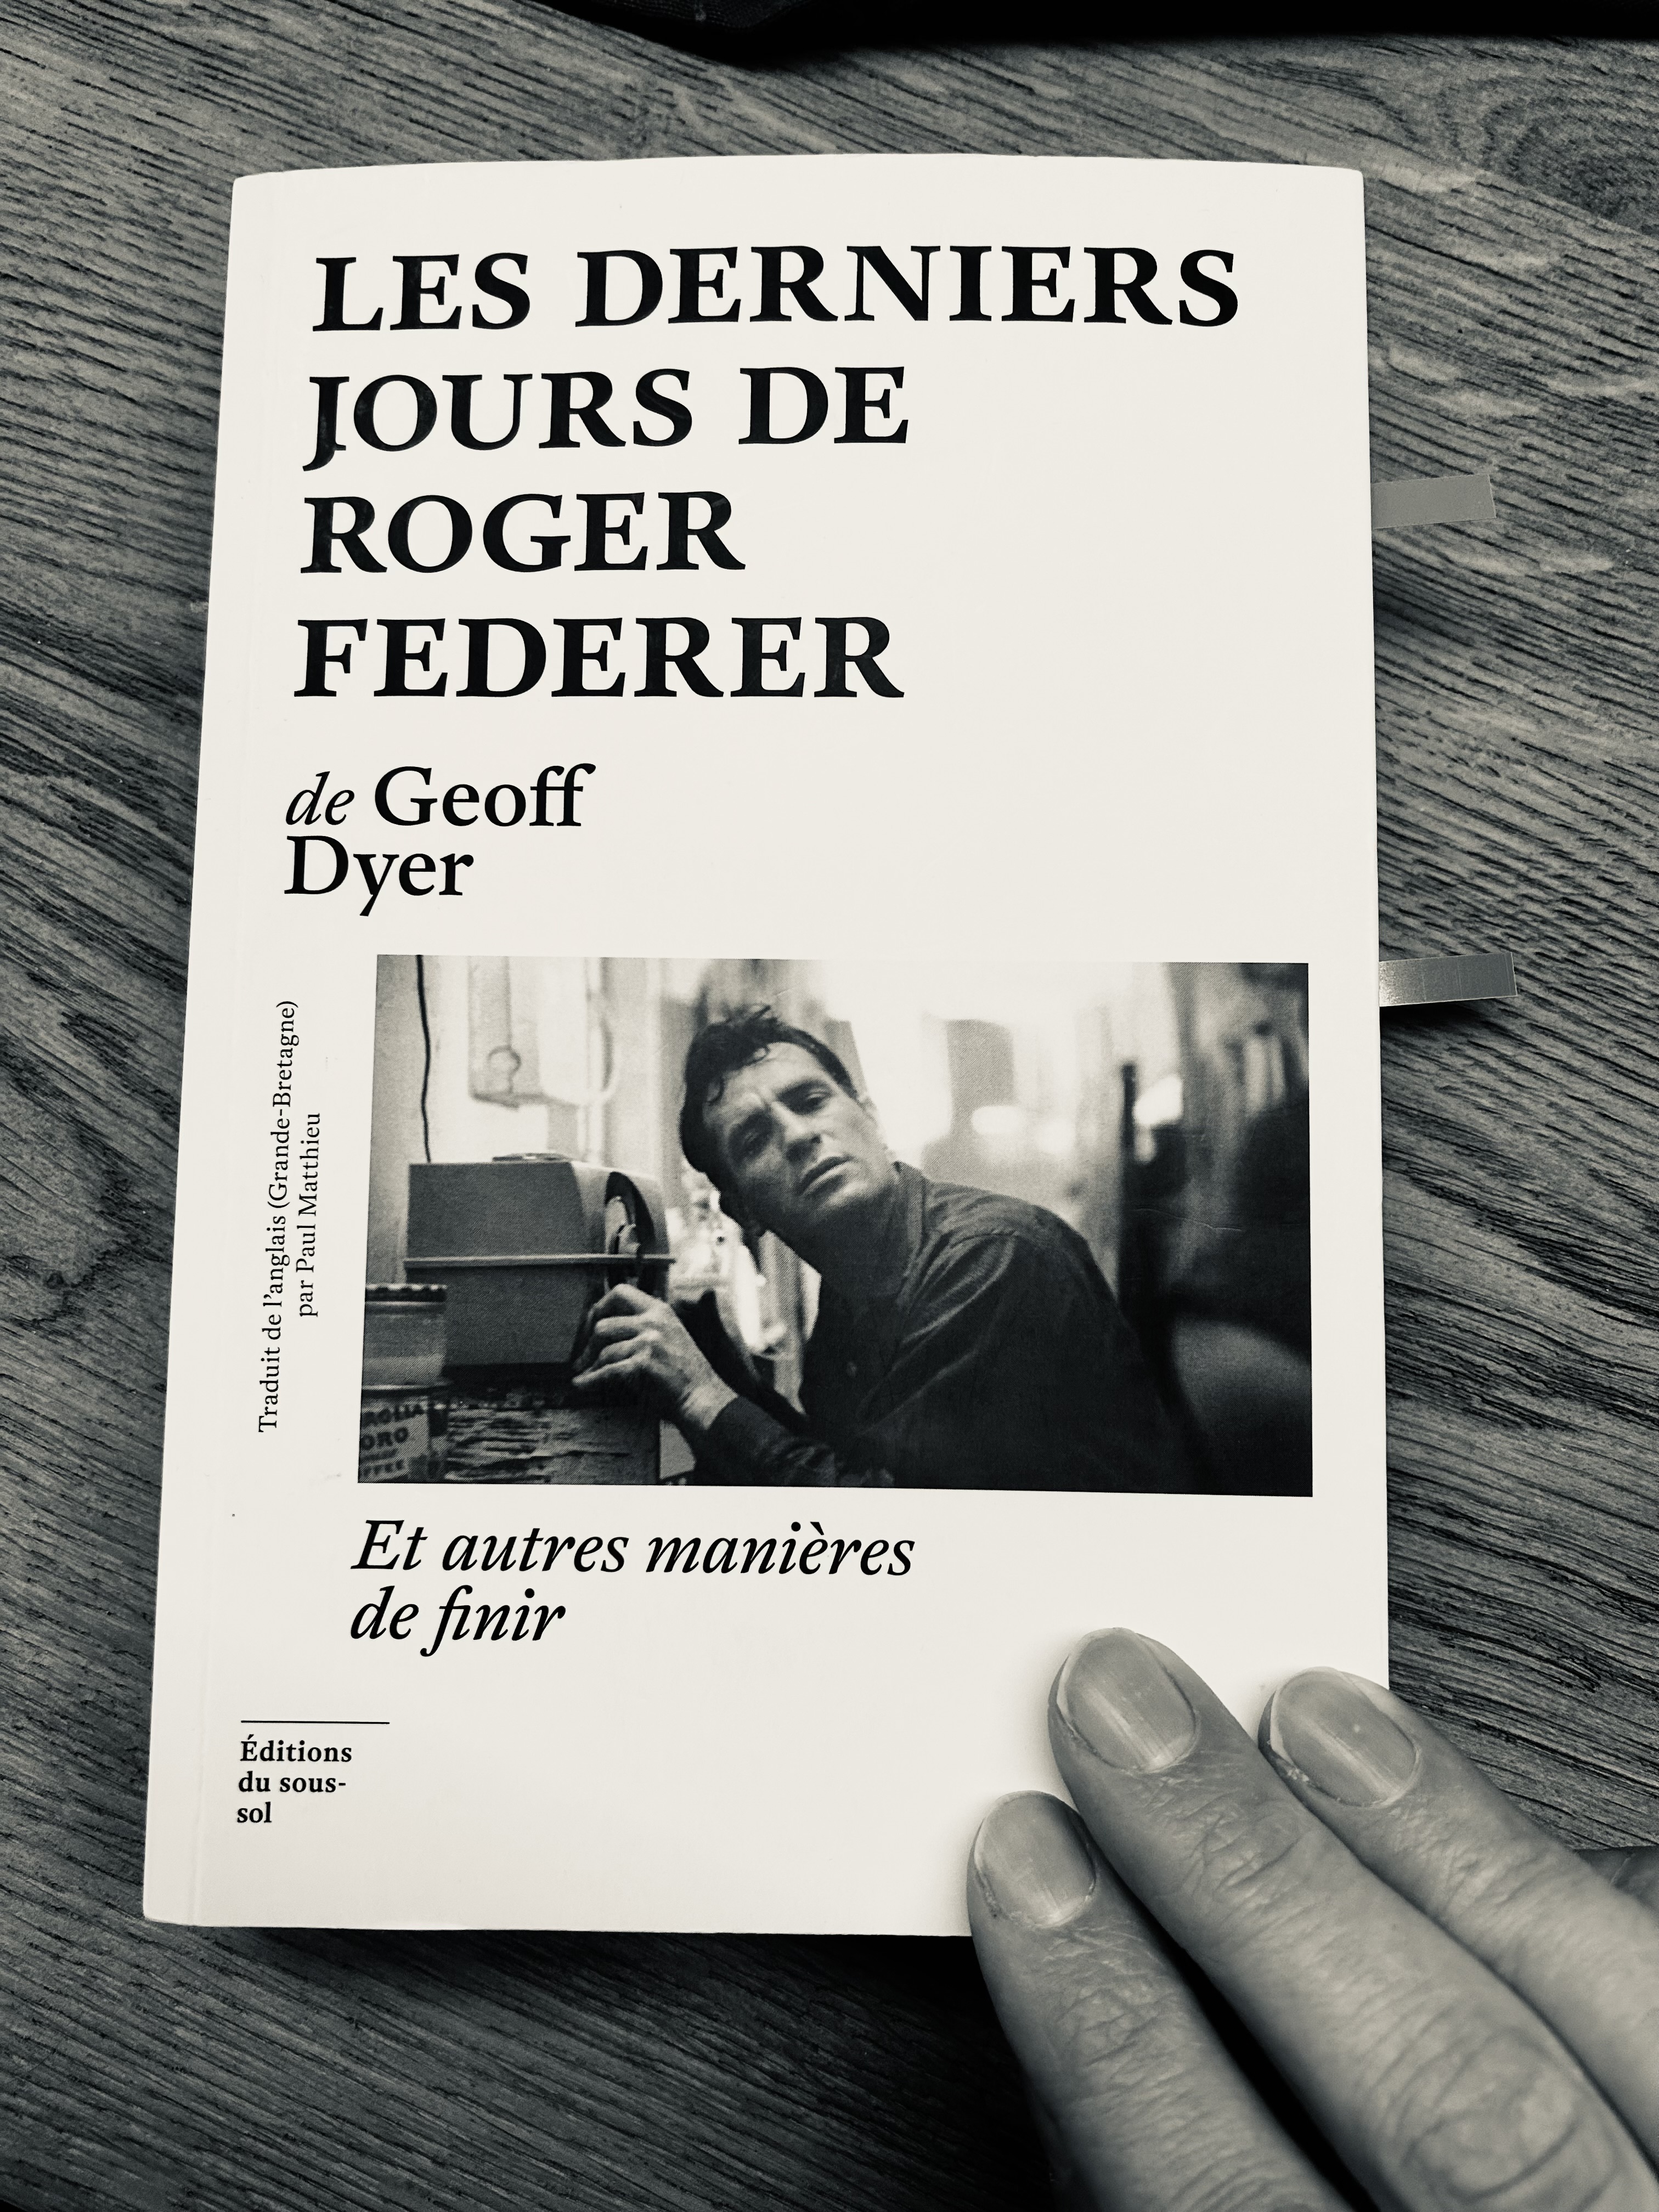 LES DERNIERS
JOURS DE
ROGER
FEDERER
de Geoff
Dyer
Traduit de l'anglais (Grande-Bretagne)
par Paul Matthieu
ORO
Et autres manières
de finir
Éditions
du sous-
sol